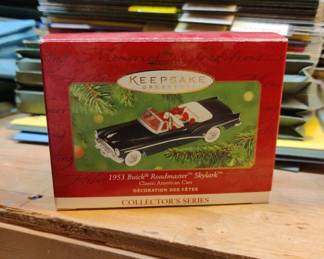 KEEPSAKE
ORNAMENT
1953 Buick® Roadmaster™ Skylark™
Classic American Cars
DÉCORATION DES FÊTES
COLLECTOR'S SERIES